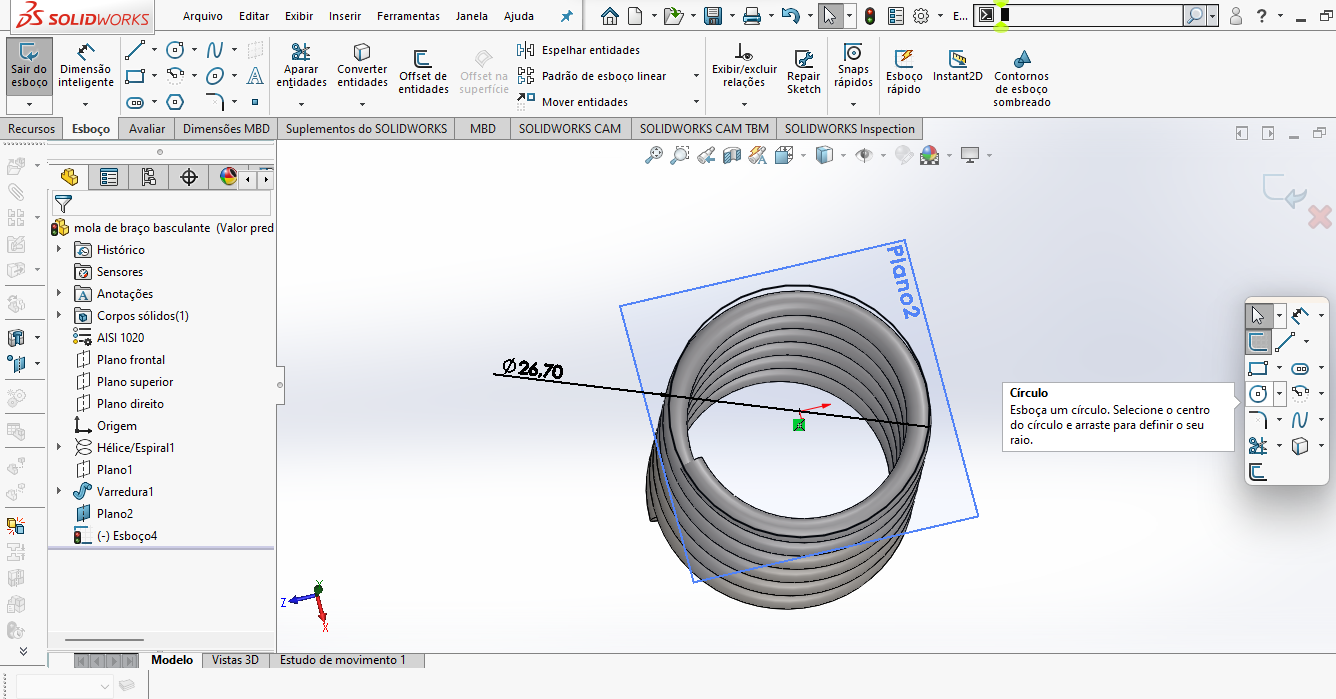 SOLIDWORKS
Arquivo Editar Exibir Inserir Ferramentas Janela Ajuda
E...
?
Sair do esboço
Dimensão inteligente
Aparar entidades
Converter entidades
Offset de entidades
Offset na superfície
Espelhar entidades
Padrão de esboço linear
Mover entidades
Exibir/excluir relações
Repair Sketch
Snaps rápidos
Esboço rápido
Instant2D
Contornos de esboço sombreado
Recursos Esboço Avaliar Dimensões MBD Suplementos do SOLIDWORKS MBD SOLIDWORKS CAM SOLIDWORKS CAM TBM SOLIDWORKS Inspection
mola de braço basculante (Valor pred
Histórico
Sensores
Anotações
Corpos sólidos(1)
AISI 1020
Plano frontal
Plano superior
Plano direito
Origem
Hélice/Espiral1
Plano1
Varredura1
Plano2
(-) Esboço4
Plano2
Ø26,70
Círculo
Esboça um círculo. Selecione o centro
do círculo e arraste para definir o seu
raio.
Y
Z
X
Modelo Vistas 3D Estudo de movimento 1